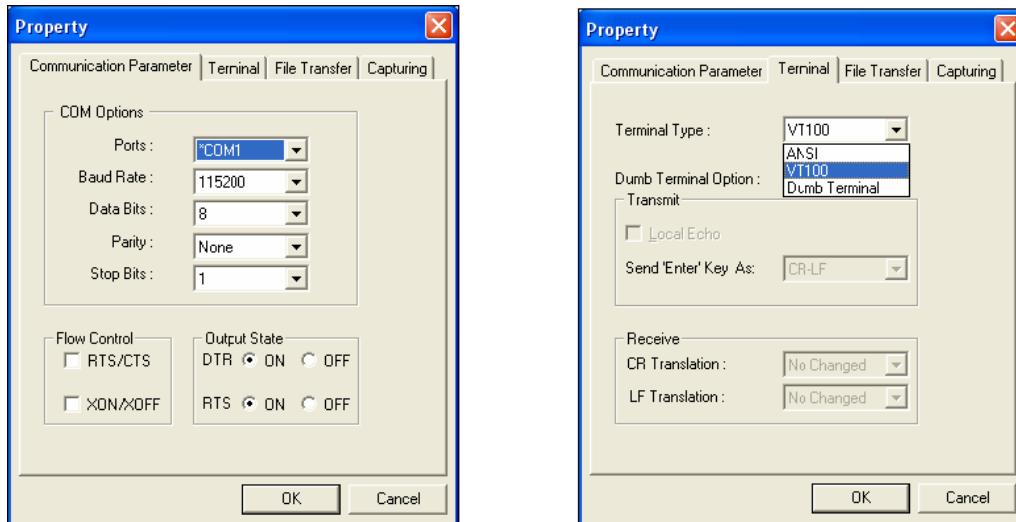 Property
Communication Parameter Terminal File Transfer Capturing
COM Options
Ports : *COM1
Baud Rate : 115200
Data Bits : 8
Parity : None
Stop Bits : 1
Flow Control
RTS/CTS
XON/XOFF
Output State
DTR ON OFF
RTS ON OFF
OK Cancel
Property
Communication Parameter Terminal File Transfer Capturing
Terminal Type : VT100
ANSI
VT100
Dumb Terminal
Dumb Terminal Option :
Transmit
Local Echo
Send 'Enter' Key As: CR-LF
Receive
CR Translation : No Changed
LF Translation : No Changed
OK Cancel